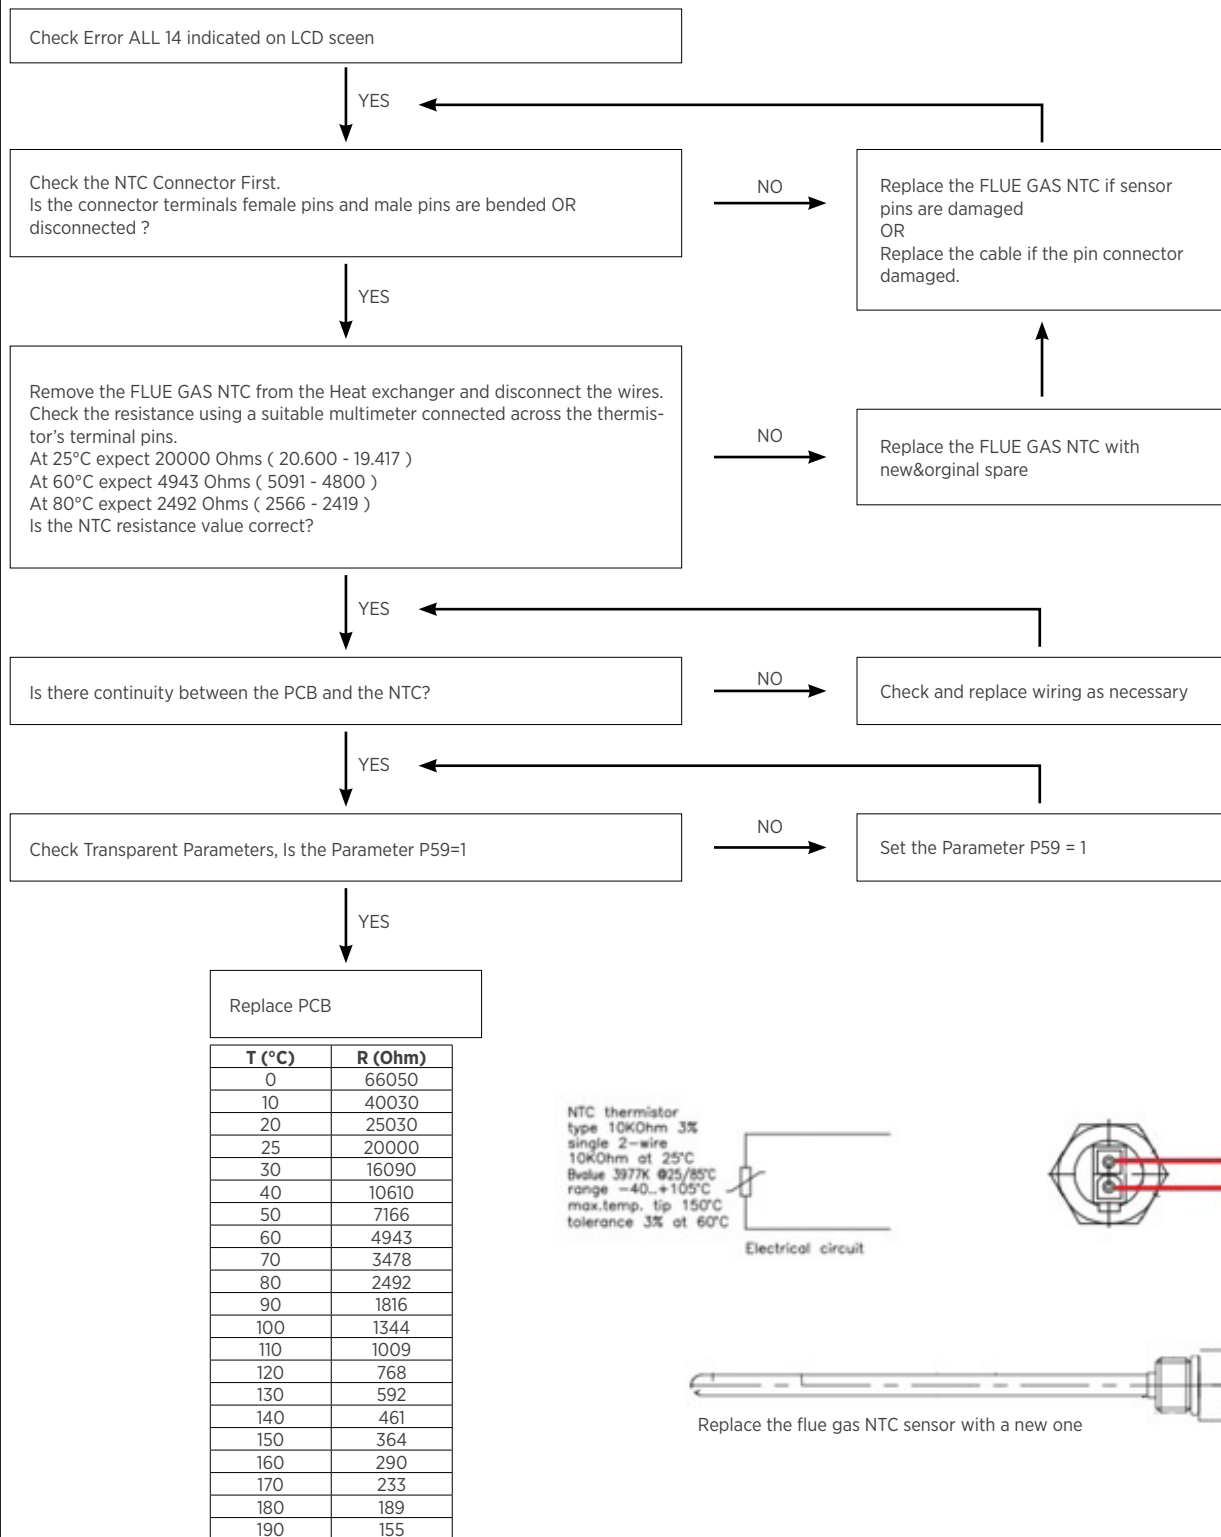 Check Error ALL 14 indicated on LCD sceen
YES
Check the NTC Connector First.
Is the connector terminals female pins and male pins are bended OR
disconnected ?
NO
Replace the FLUE GAS NTC if sensor
pins are damaged
OR
Replace the cable if the pin connector
damaged.
YES
Remove the FLUE GAS NTC from the Heat exchanger and disconnect the wires.
Check the resistance using a suitable multimeter connected across the thermis-
tor's terminal pins.
At 25°C expect 20000 Ohms ( 20.600 - 19.417 )
At 60°C expect 4943 Ohms ( 5091 - 4800 )
At 80°C expect 2492 Ohms ( 2566 - 2419 )
Is the NTC resistance value correct?
NO
Replace the FLUE GAS NTC with
new&orginal spare
YES
Is there continuity between the PCB and the NTC?
NO
Check and replace wiring as necessary
YES
Check Transparent Parameters, Is the Parameter P59=1
NO
Set the Parameter P59 = 1
YES
Replace PCB
T (°C) R (Ohm)
0 66050
10 40030
20 25030
25 20000
30 16090
40 10610
50 7166
60 4943
70 3478
80 2492
90 1816
100 1344
110 1009
120 768
130 592
140 461
150 364
160 290
170 233
180 189
190 155
NTC thermistor
type 10KOhm 3%
single 2-wire
10KOhm at 25°C
Bvalue 3977K @25/85°C
range -40..+105°C
max.temp. tip 150°C
tolerance 3% at 60°C
Electrical circuit
Replace the flue gas NTC sensor with a new one